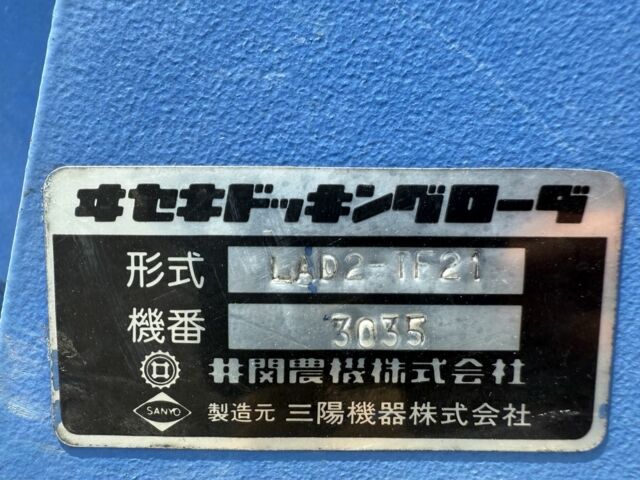 ヰセキドッキングローダ
形式 LAD2-TF21
機番 3035
井関農機株式会社
SANYO 製造元 三陽機器株式会社